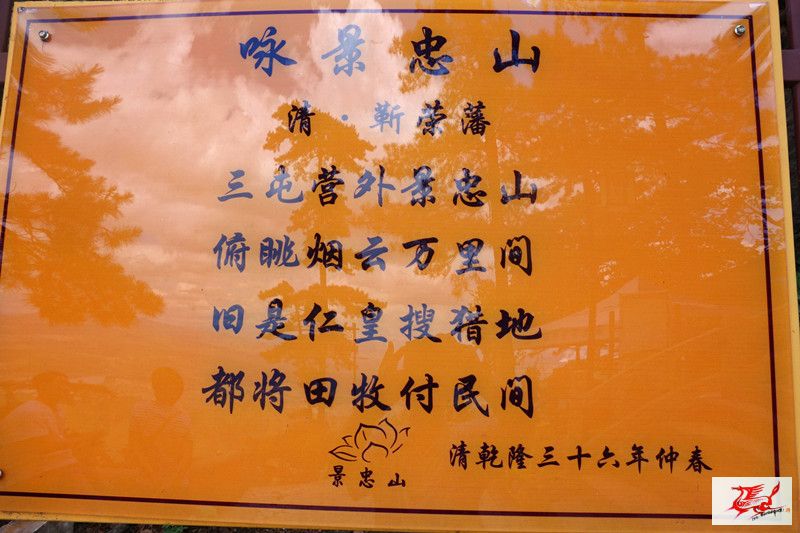 咏景忠山
清·靳荣藩
三屯营外景忠山
俯眺烟云万里间
旧是仁皇搜猎地
都将田牧付民间
景忠山
清乾隆三十六年仲春